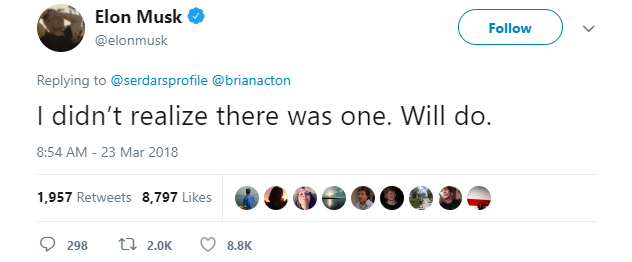 Elon Musk
@elonmusk
Follow
Replying to @serdarsprofile @brianacton
I didn’t realize there was one. Will do.
8:54 AM - 23 Mar 2018
1,957 Retweets 8,797 Likes
298 2.0K 8.8K